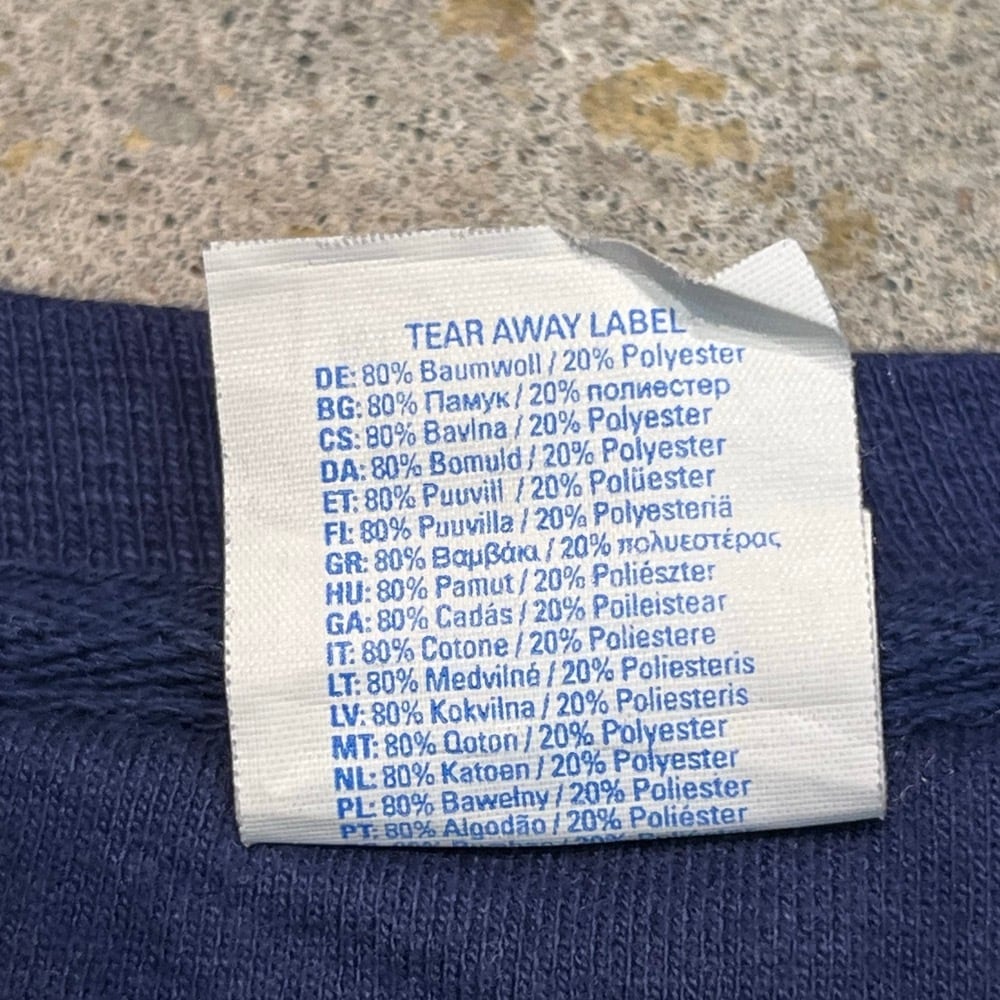 TEAR AWAY LABEL
DE: 80% Baumwoll / 20% Polyester
BG: 80% Памук / 20% полиестер
CS: 80% Bavlna / 20% Polyester
DA: 80% Bomuld / 20% Polyester
ET: 80% Puuvill / 20% Polüester
FI: 80% Puuvilla / 20% Polyesteriä
GR: 80% Βαμβάκι / 20% πολυεστέρας
HU: 80% Pamut / 20% Poliészter
GA: 80% Cadás / 20% Poileistear
IT: 80% Cotone / 20% Poliestere
LT: 80% Medvilné / 20% Poliesteris
LV: 80% Kokvilna / 20% Poliesteris
MT: 80% Qoton / 20% Polyester
NL: 80% Katoen / 20% Polyester
PL: 80% Bawełny / 20% Poliester
PT: 80% Algodão / 20% Poliéster